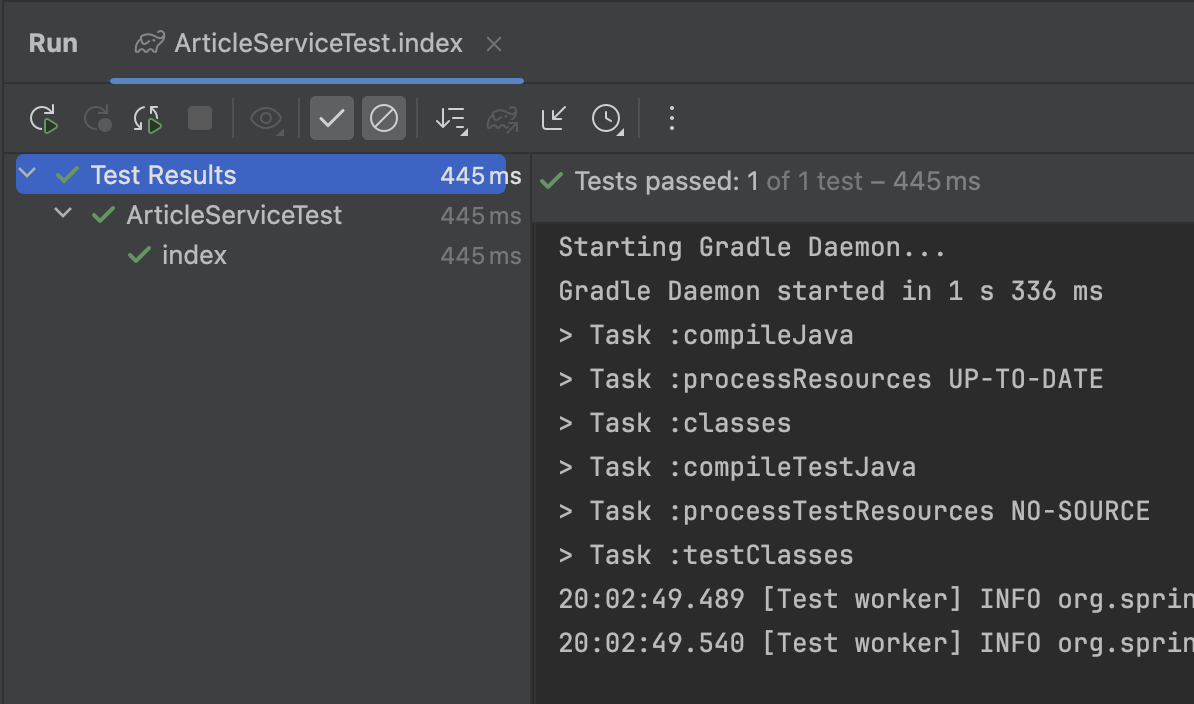 Run
ArticleServiceTest.index
Test Results 445 ms
ArticleServiceTest 445 ms
index 445 ms
Tests passed: 1 of 1 test – 445 ms
Starting Gradle Daemon...
Gradle Daemon started in 1 s 336 ms
> Task :compileJava
> Task :processResources UP-TO-DATE
> Task :classes
> Task :compileTestJava
> Task :processTestResources NO-SOURCE
> Task :testClasses
20:02:49.489 [Test worker] INFO org.sprin
20:02:49.540 [Test worker] INFO org.sprin